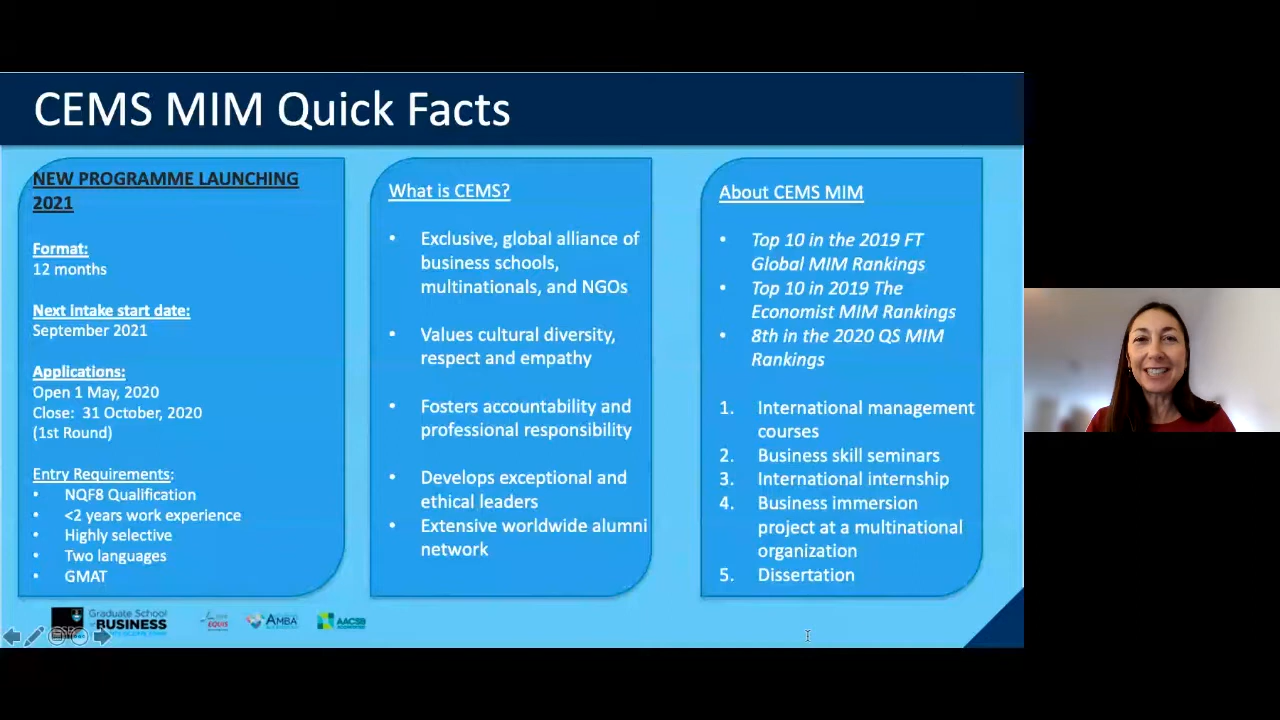 CEMS MIM Quick Facts
NEW PROGRAMME LAUNCHING
2021
Format:
12 months
Next Intake start date:
September 2021
Applications:
Open 1 May, 2020
Close: 31 October, 2020
(1st Round)
Entry Requirements:
• NQF8 Qualification
• <2 years work experience
• Highly selective
• Two languages
• GMAT
What is CEMS?
• Exclusive, global alliance of
business schools,
multinationals, and NGOs
• Values cultural diversity,
respect and empathy
• Fosters accountability and
professional responsibility
• Develops exceptional and
ethical leaders
• Extensive worldwide alumni
network
About CEMS MIM
• Top 10 in the 2019 FT
Global MIM Rankings
• Top 10 in 2019 The
Economist MIM Rankings
• 8th in the 2020 QS MIM
Rankings
1. International management
courses
2. Business skill seminars
3. International internship
4. Business immersion
project at a multinational
organization
5. Dissertation
Graduate School
BUSINESS
EQUIS
AMBA
AACSB